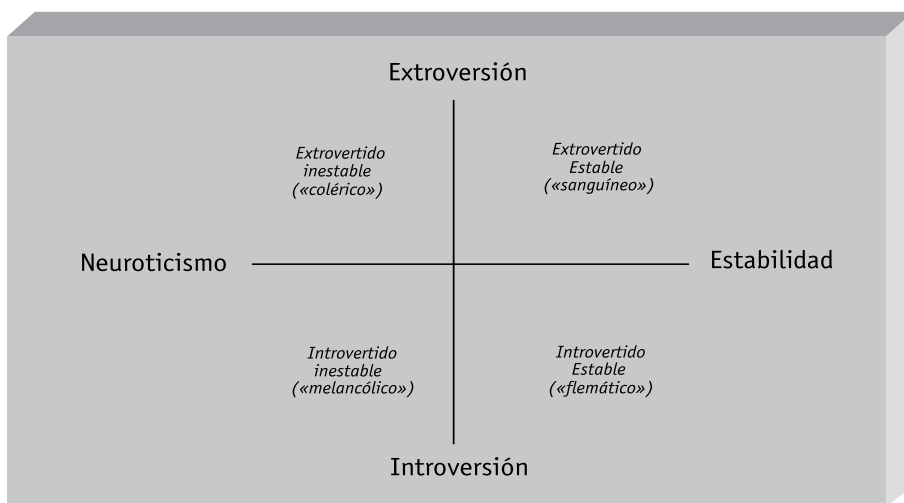 Extroversión
Extrovertido
inestable
(«colérico»)
Extrovertido
Estable
(«sanguíneo»)
Neuroticismo
Estabilidad
Introvertido
inestable
(«melancólico»)
Introvertido
Estable
(«flemático»)
Introversión